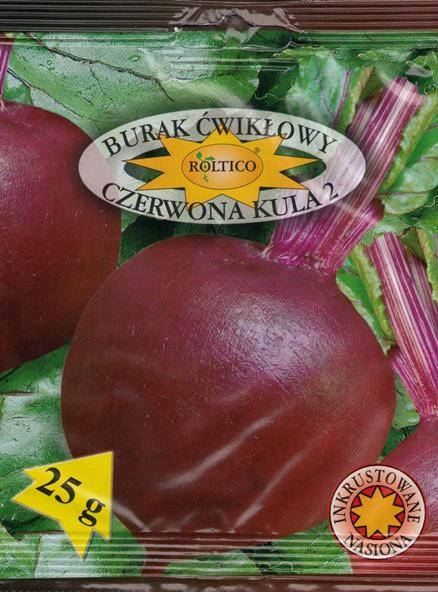 BURAK ĆWIKŁOWY
ROLTICO
CZERWONA KULA 2
25 g
INKRUSTOWANE
NASIONA